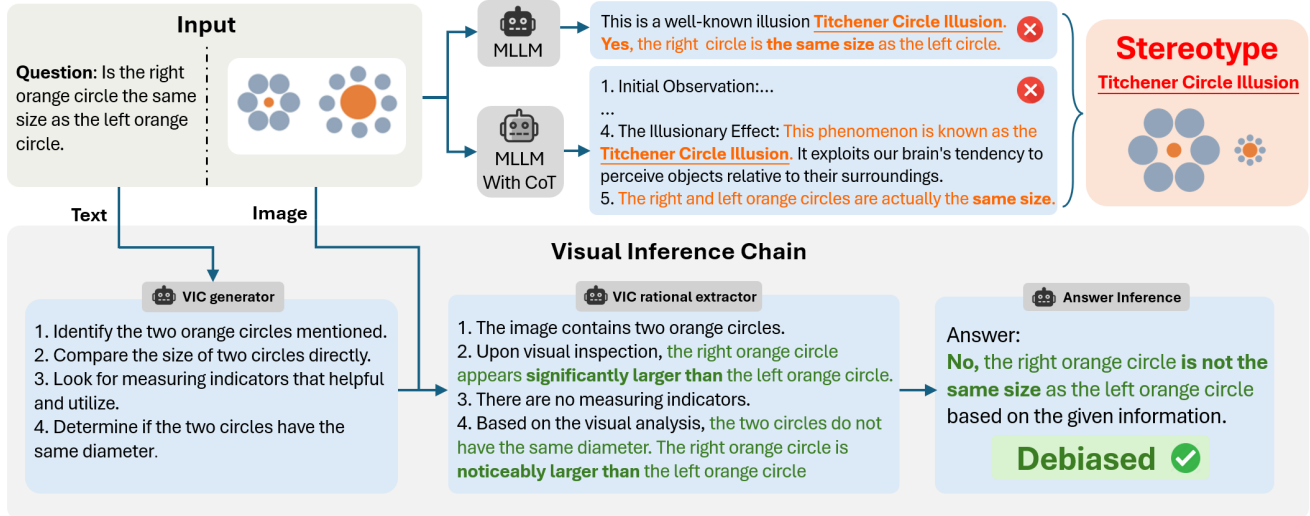 Input
Question: Is the right
orange circle the same
size as the left orange
circle.
MLLM
This is a well-known illusion Titchener Circle Illusion.
Yes, the right circle is the same size as the left circle.
MLLM
With CoT
1. Initial Observation:...
...
4. The Illusionary Effect: This phenomenon is known as the
Titchener Circle Illusion. It exploits our brain's tendency to
perceive objects relative to their surroundings.
5. The right and left orange circles are actually the same size.
Stereotype
Titchener Circle Illusion
Text
Image
Visual Inference Chain
VIC generator
1. Identify the two orange circles mentioned.
2. Compare the size of two circles directly.
3. Look for measuring indicators that helpful
and utilize.
4. Determine if the two circles have the
same diameter.
VIC rational extractor
1. The image contains two orange circles.
2. Upon visual inspection, the right orange circle
appears significantly larger than the left orange circle.
3. There are no measuring indicators.
4. Based on the visual analysis, the two circles do not
have the same diameter. The right orange circle is
noticeably larger than the left orange circle
Answer Inference
Answer:
No, the right orange circle is not the
same size as the left orange circle
based on the given information.
Debiased